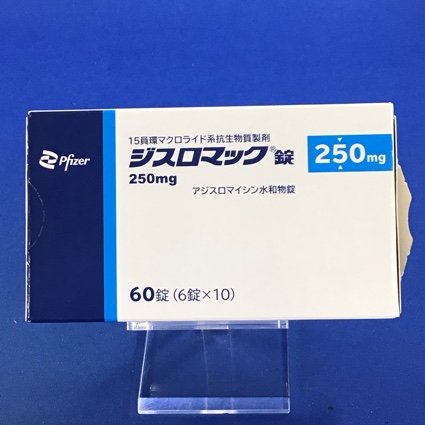 Pfizer
15員環マクロライド系抗生物質製剤
ジスロマック®錠 250mg
250mg
アジスロマイシン水和物錠
60錠(6錠×10)